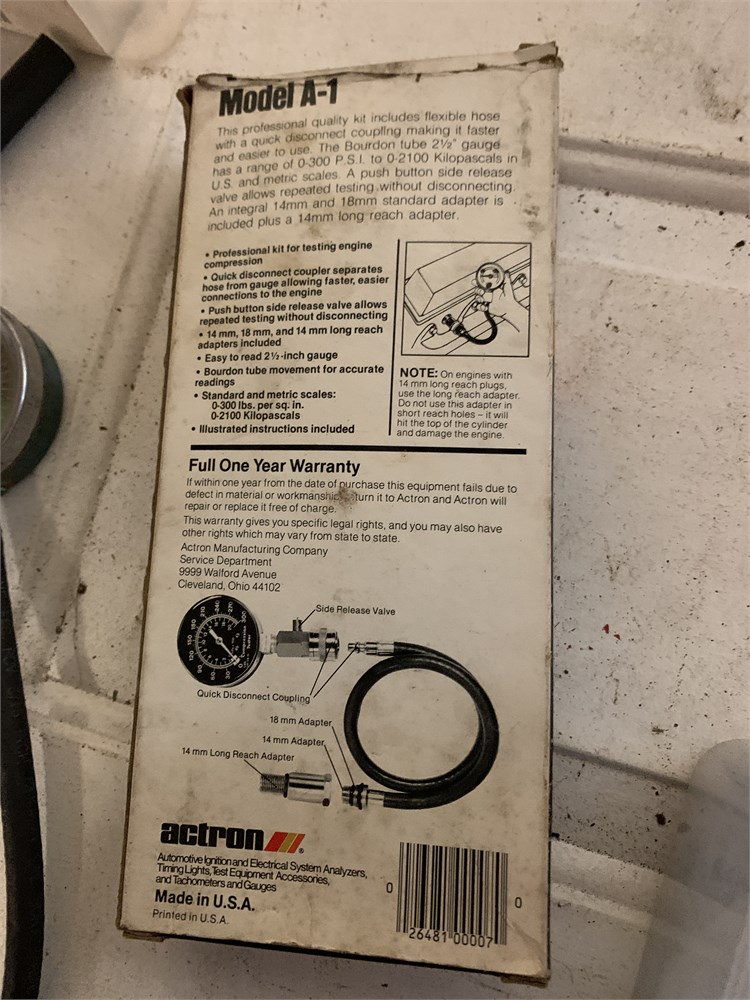 Model A-1
This professional quality kit includes flexible hose
with a quick disconnect coupling making it faster
and easier to use. The Bourdon tube 2½" gauge
has a range of 0-300 P.S.I. to 0-2100 Kilopascals in
U.S. and metric scales. A push button side release
valve allows repeated testing without disconnecting.
An integral 14mm and 18mm standard adapter is
included plus a 14mm long reach adapter.
• Professional kit for testing engine
compression
• Quick disconnect coupler separates
hose from gauge allowing faster, easier
connections to the engine
• Push button side release valve allows
repeated testing without disconnecting
• 14 mm, 18 mm, and 14 mm long reach
adapters included
• Easy to read 2½-inch gauge
• Bourdon tube movement for accurate
readings
• Standard and metric scales:
0-300 lbs. per sq. in.
0-2100 Kilopascals
• Illustrated instructions included
NOTE: On engines with
14 mm long reach plugs,
use the long reach adapter.
Do not use this adapter in
short reach holes – it will
hit the top of the cylinder
and damage the engine.
Full One Year Warranty
If within one year from the date of purchase this equipment fails due to
defect in material or workmanship turn it to Actron and Actron will
repair or replace it free of charge.
This warranty gives you specific legal rights, and you may also have
other rights which may vary from state to state.
Actron Manufacturing Company
Service Department
9999 Walford Avenue
Cleveland, Ohio 44102
Side Release Valve
30 60 90 120 150 180 210 240 270 300
Quick Disconnect Coupling
18 mm Adapter
14 mm Adapter
14 mm Long Reach Adapter
actron
Automotive Ignition and Electrical System Analyzers,
Timing Lights, Test Equipment Accessories,
and Tachometers and Gauges
Made in U.S.A.
Printed in U.S.A.
0 26481 00007 0